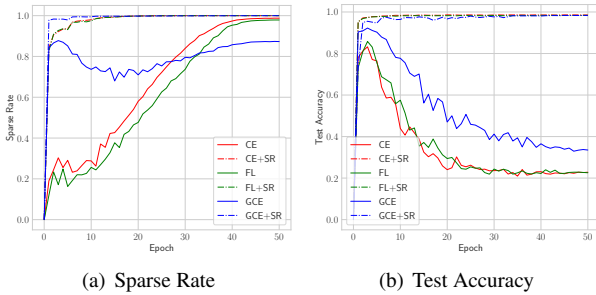 1.0
0.8
0.6
0.4
0.2
0.0
Sparse Rate
0
10
20
30
40
50
Epoch
CE
CE+SR
FL
FL+SR
GCE
GCE+SR
(a) Sparse Rate
1.0
0.8
0.6
0.4
0.2
0.0
Test Accuracy
0
10
20
30
40
50
Epoch
CE
CE+SR
FL
FL+SR
GCE
GCE+SR
(b) Test Accuracy